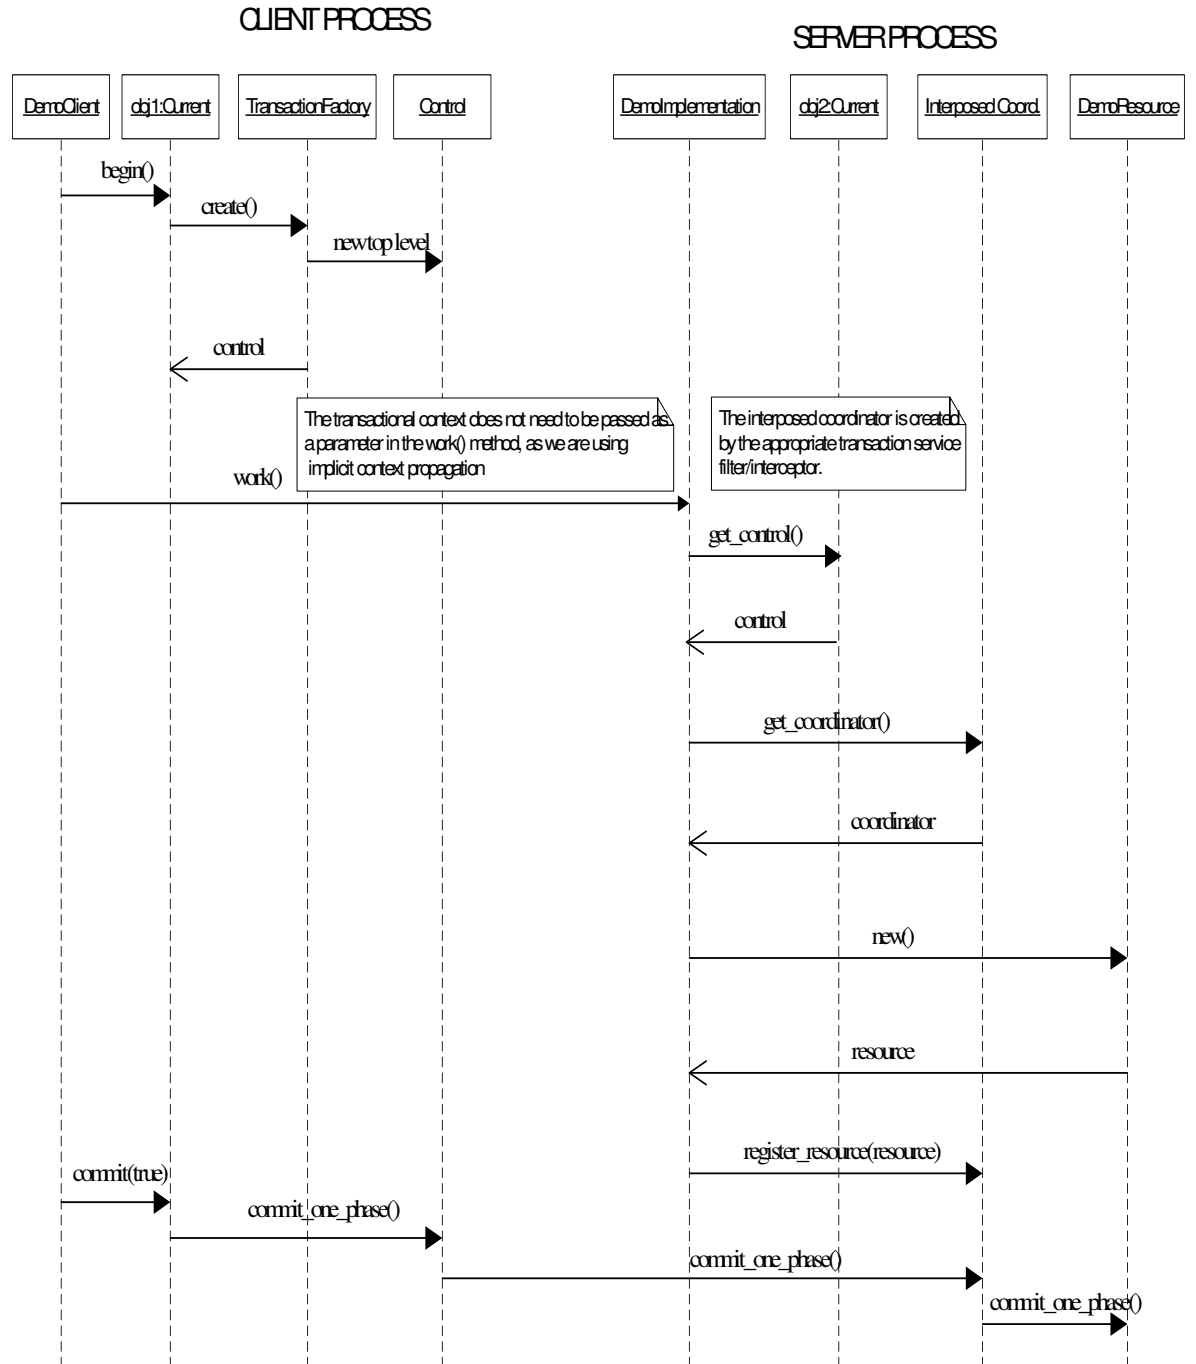 CLIENT PROCESS
SERVER PROCESS
DemoClient
obj1:Current
TransactionFactory
Control
DemoImplementation
obj2:Current
Interposed Coord.
DemoResource
begin()
create()
new top level
control
The transactional context does not need to be passed as
a parameter in the work() method, as we are using
implicit context propagation
The interposed coordinator is created
by the appropriate transaction service
filter/interceptor.
work()
get_control()
control
get_coordinator()
coordinator
new()
resource
register_resource(resource)
commit(true)
commit_one_phase()
commit_one_phase()
commit_one_phase()